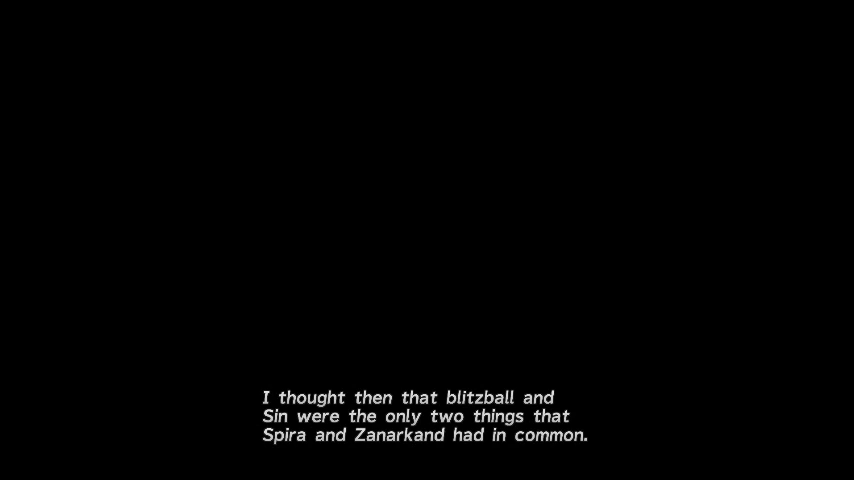 I thought then that blitzball and
Sin were the only two things that
Spira and Zanarkand had in common.